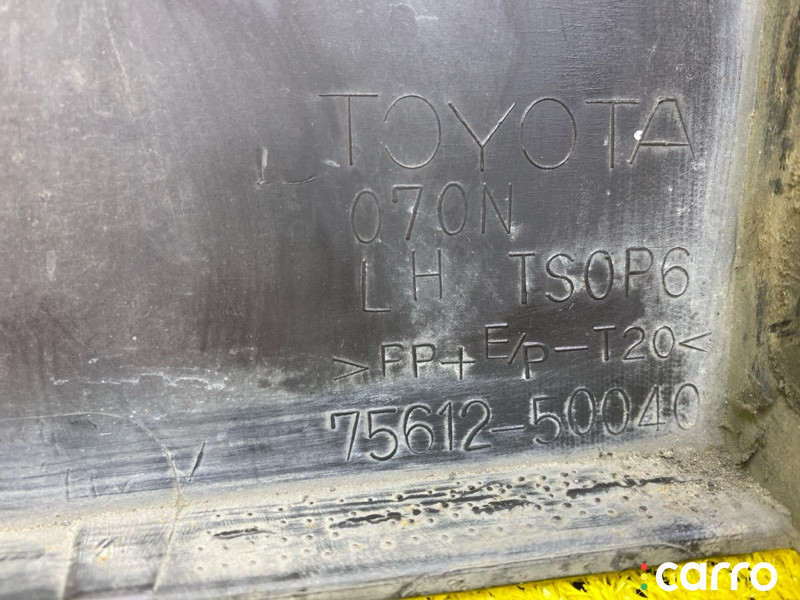 TOYOTA
070N
LH TSOP6
>PP+E/P-T20<
75612-50040
carro